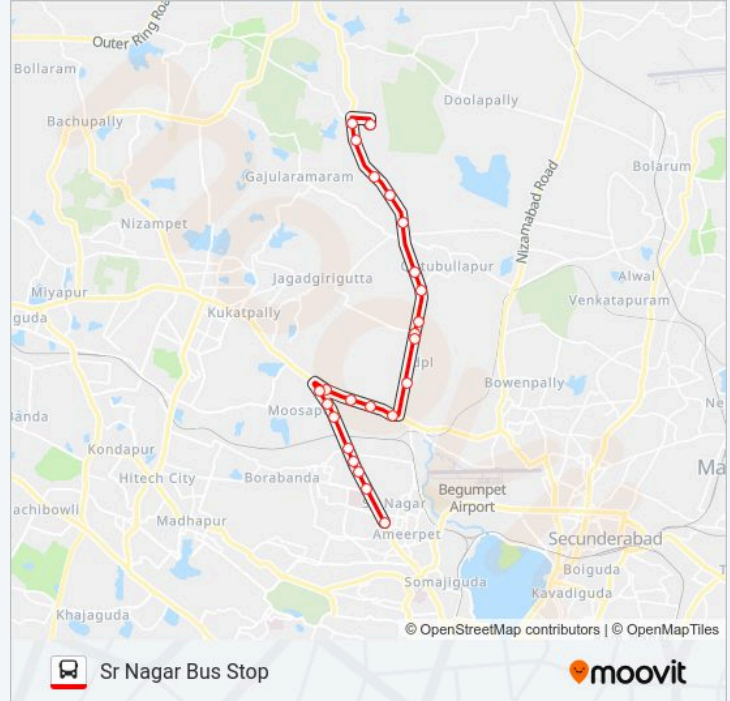 Outer Ring Road
Bollaram
Doolapally
Bachupally
Bolarum
Gajularamaram
Nizamabad Road
Nizampet
Jagadgirigutta
Alwal
Miyapur
Venkatapuram
Kukatpally
guda
Bowenpally
Kondapur
Hitech City
Borabanda
Nagar
Begumpet
Airport
achibowli
Madhapur
Ameerpet
Secunderabad
Somajiguda
Boiguda
Kavadiguda
Khajaguda
© OpenStreetMap contributors | © OpenMapTiles
Sr Nagar Bus Stop
moovit